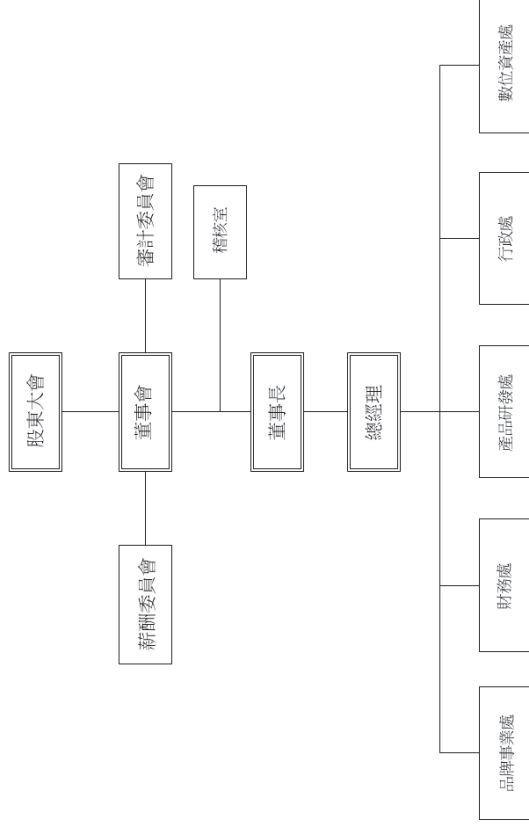 股東大會
薪酬委員會
董事會
審計委員會
稽核室
董事長
總經理
品牌事業處
財務處
產品研發處
行政處
數位資產處